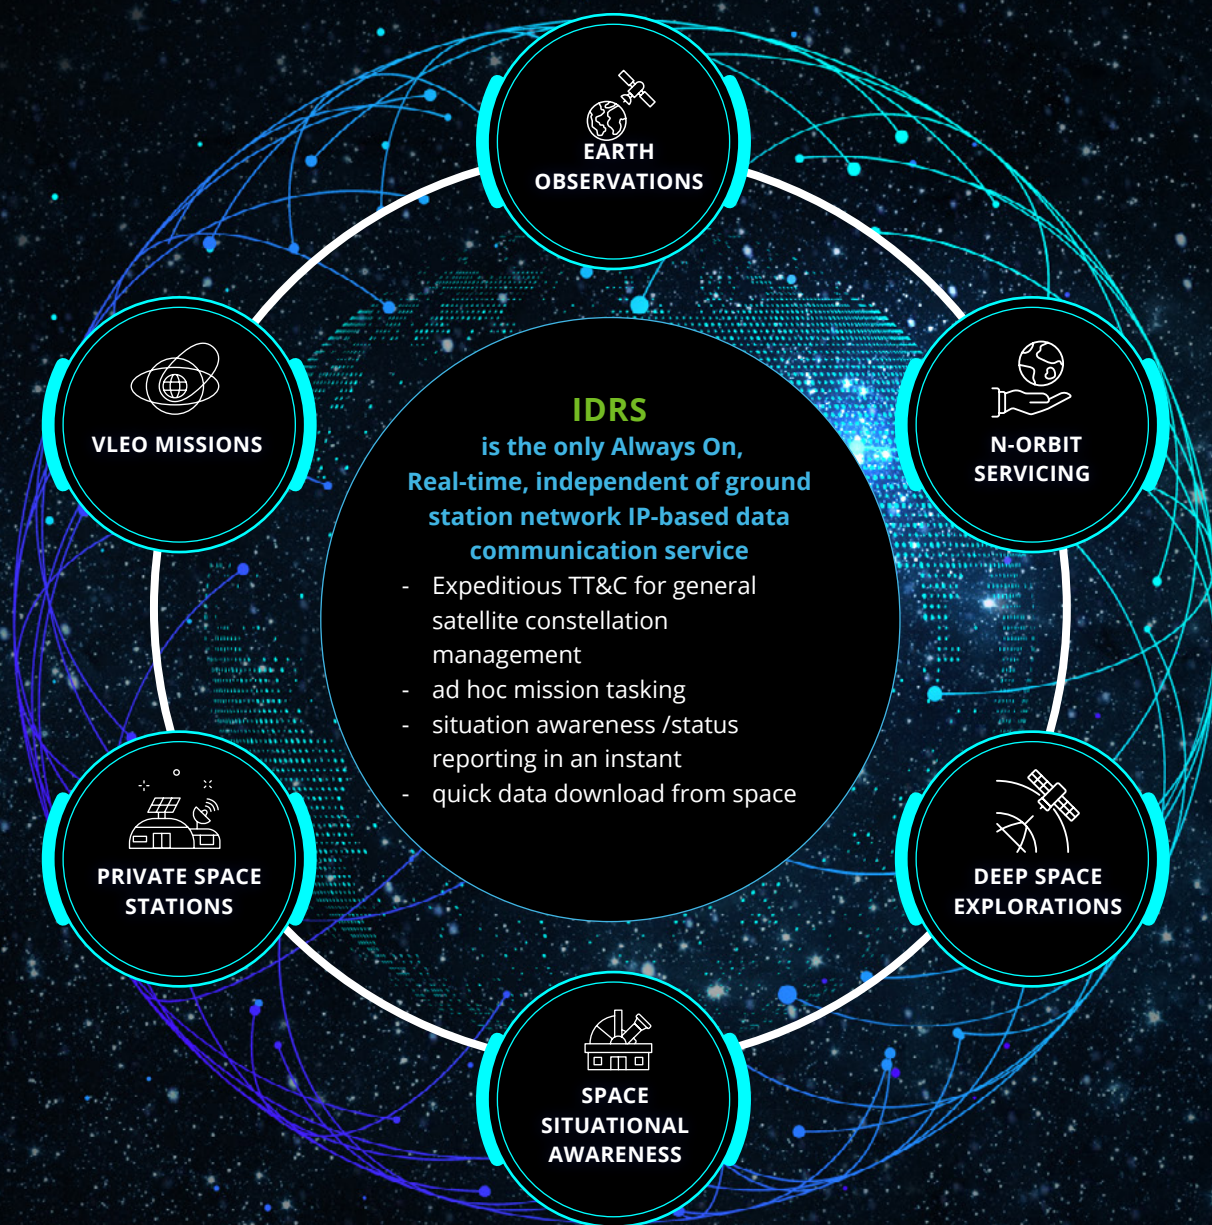 EARTH
OBSERVATIONS
VLEO MISSIONS
N-ORBIT
SERVICING
IDRS
is the only Always On,
Real-time, independent of ground
station network IP-based data
communication service
- Expeditious TT&C for general
satellite constellation
management
- ad hoc mission tasking
- situation awareness /status
reporting in an instant
- quick data download from space
PRIVATE SPACE
STATIONS
DEEP SPACE
EXPLORATIONS
SPACE
SITUATIONAL
AWARENESS